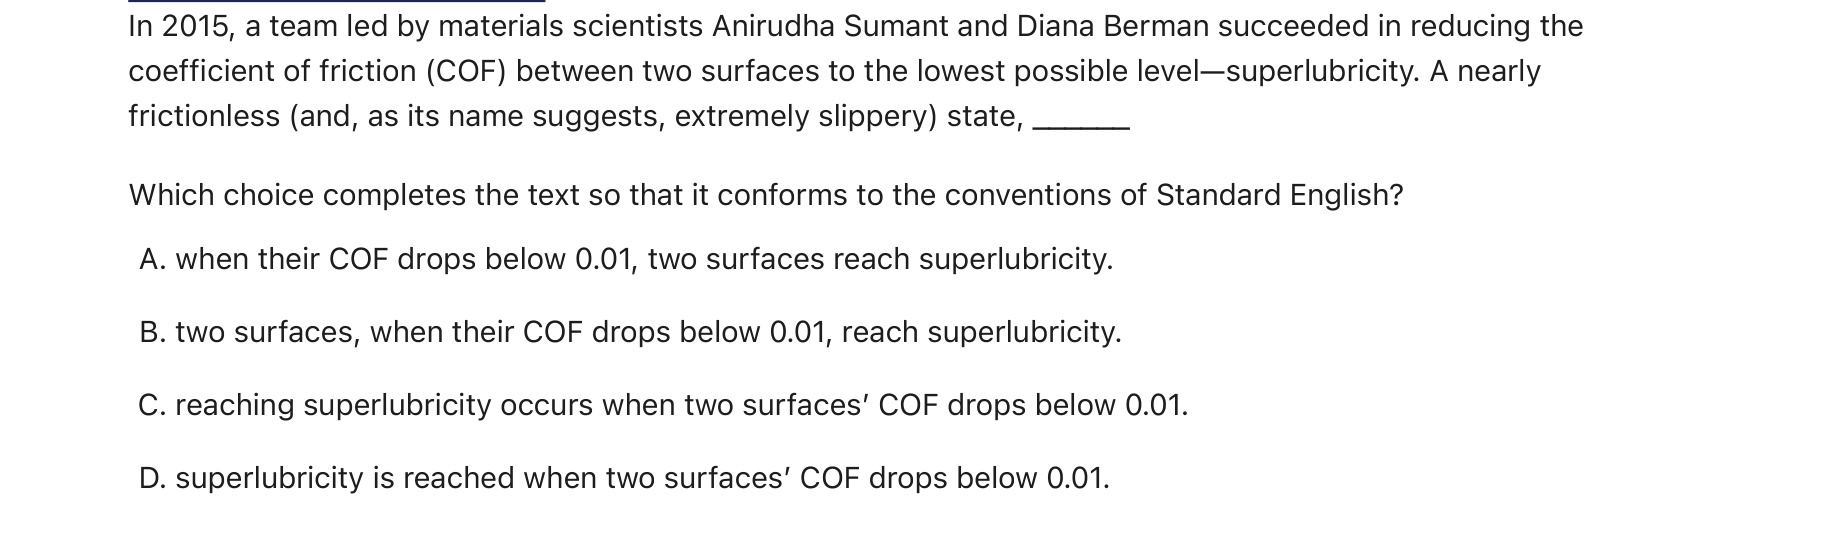 In 2015, a team led by materials scientists Anirudha Sumant and Diana Berman succeeded in reducing the
coefficient of friction (COF) between two surfaces to the lowest possible level—superlubricity. A nearly
frictionless (and, as its name suggests, extremely slippery) state, ______
Which choice completes the text so that it conforms to the conventions of Standard English?
A. when their COF drops below 0.01, two surfaces reach superlubricity.
B. two surfaces, when their COF drops below 0.01, reach superlubricity.
C. reaching superlubricity occurs when two surfaces’ COF drops below 0.01.
D. superlubricity is reached when two surfaces’ COF drops below 0.01.